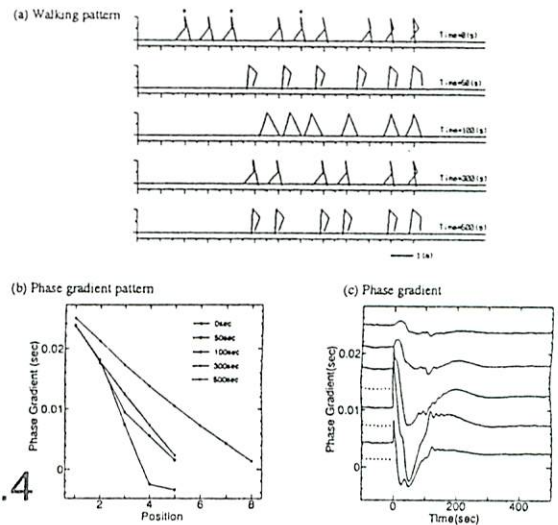 (a) Walking pattern
Time=0(s)
Time=50(s)
Time=100(s)
Time=300(s)
Time=500(s)
1(s)
(b) Phase gradient pattern
Phase Gradient (sec)
0.02
0.01
0
0sec
50sec
100sec
300sec
500sec
2 4 6 8
Position
(c) Phase gradient
Phase Gradient(sec)
0.02
0.01
0
0 200 400
Time(sec)
.4